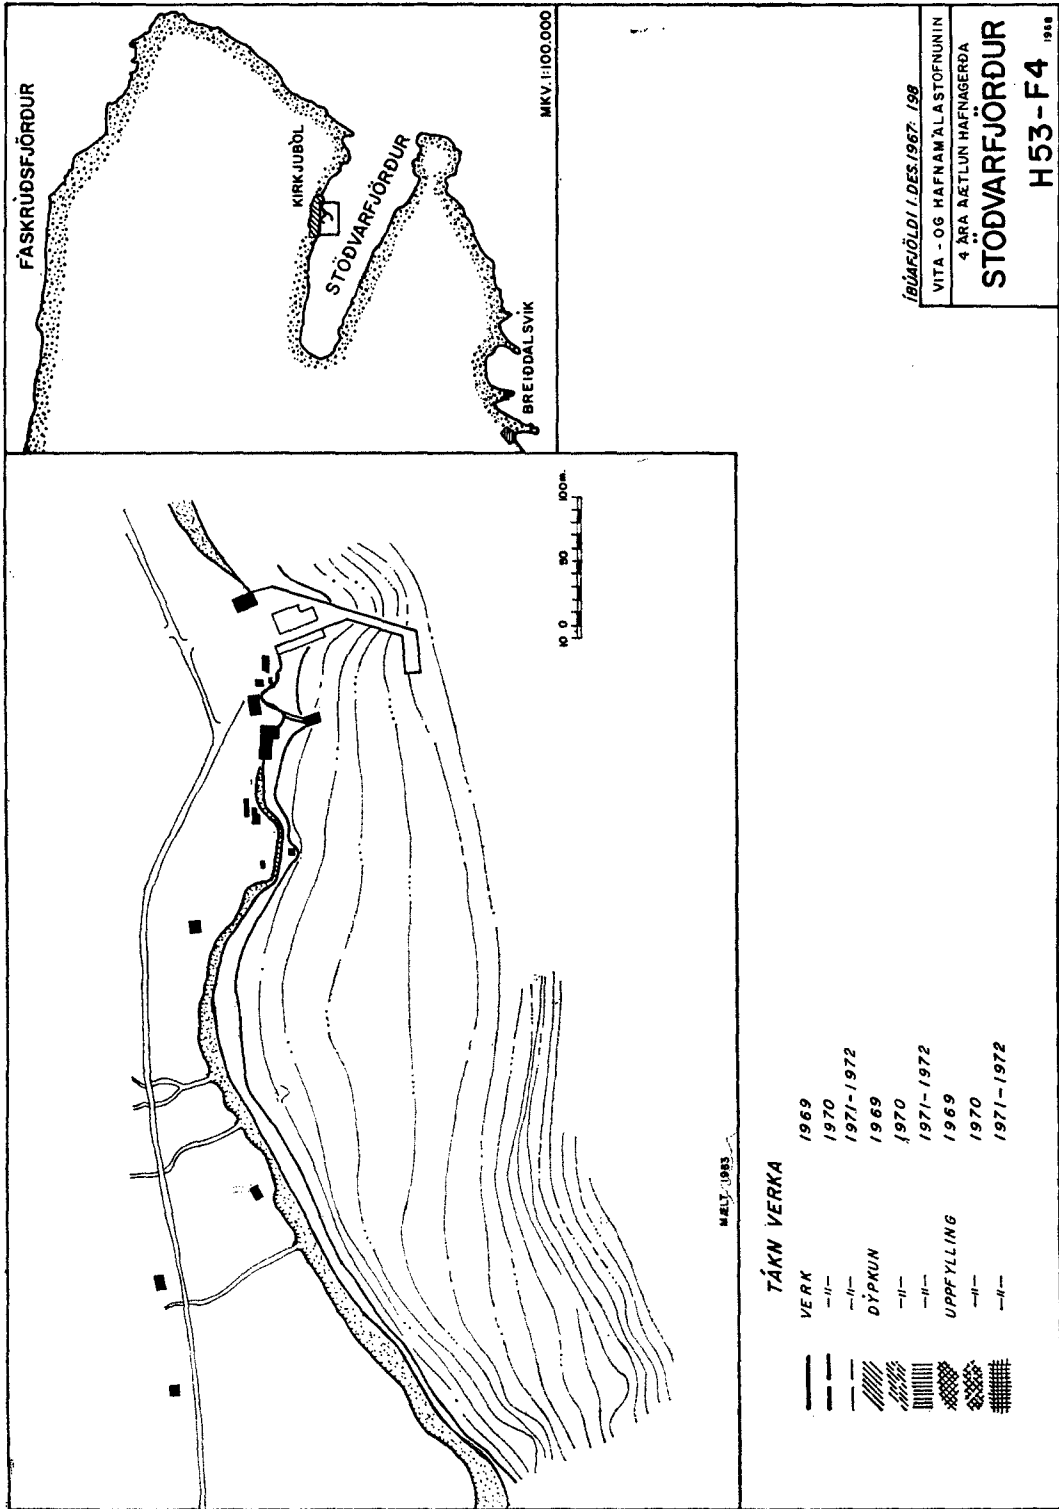 FÁSKRÚÐSFJÖRÐUR
KIRKJUBÓL
STÖÐVARFJÖRÐUR
BREIÐDALSVÍK
MKV. 1:100.000
10 0 50 100m.
MÆLT 1963
TÁKN VERKA
VERK 1969
—"— 1970
—"— 1971-1972
DÝPKUN 1969
—"— 1970
—"— 1971-1972
UPPFYLLING 1969
—"— 1970
—"— 1971-1972
ÍBÚAFJÖLDI 1.DES.1967: 198
VITA - OG HAFNAMÁLASTOFNUNIN
4 ÁRA ÁÆTLUN HAFNAGERÐA
STÖÐVARFJÖRÐUR
H53-F4 1968